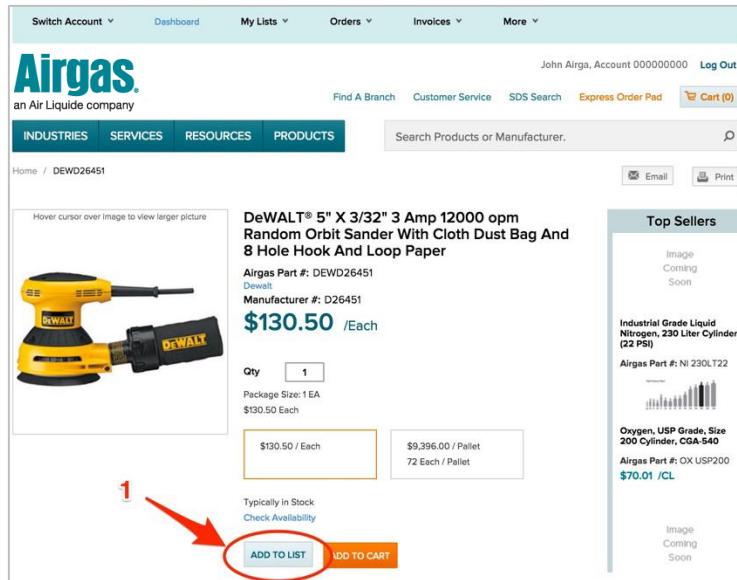 Switch Account Dashboard My Lists Orders Invoices More
John Airga, Account 000000000 Log Out
Airgas.
an Air Liquide company
Find A Branch Customer Service SDS Search Express Order Pad Cart (0)
INDUSTRIES SERVICES RESOURCES PRODUCTS Search Products or Manufacturer.
Home / DEWD26451 Email Print
Hover cursor over image to view larger picture
DEWALT
DEWALT
DeWALT® 5" X 3/32" 3 Amp 12000 opm
Random Orbit Sander With Cloth Dust Bag And
8 Hole Hook And Loop Paper
Airgas Part #: DEWD26451
Dewalt
Manufacturer #: D26451
$130.50 /Each
Qty 1
Package Size: 1 EA
$130.50 Each
$130.50 / Each
$9,396.00 / Pallet
72 Each / Pallet
Typically in Stock
Check Availability
1
ADD TO LIST ADD TO CART
Top Sellers
Image
Coming
Soon
Industrial Grade Liquid
Nitrogen, 230 Liter Cylinder
(22 PSI)
Airgas Part #: NI 230LT22
Oxygen, USP Grade, Size
200 Cylinder, CGA-540
Airgas Part #: OX USP200
$70.01 /CL
Image
Coming
Soon